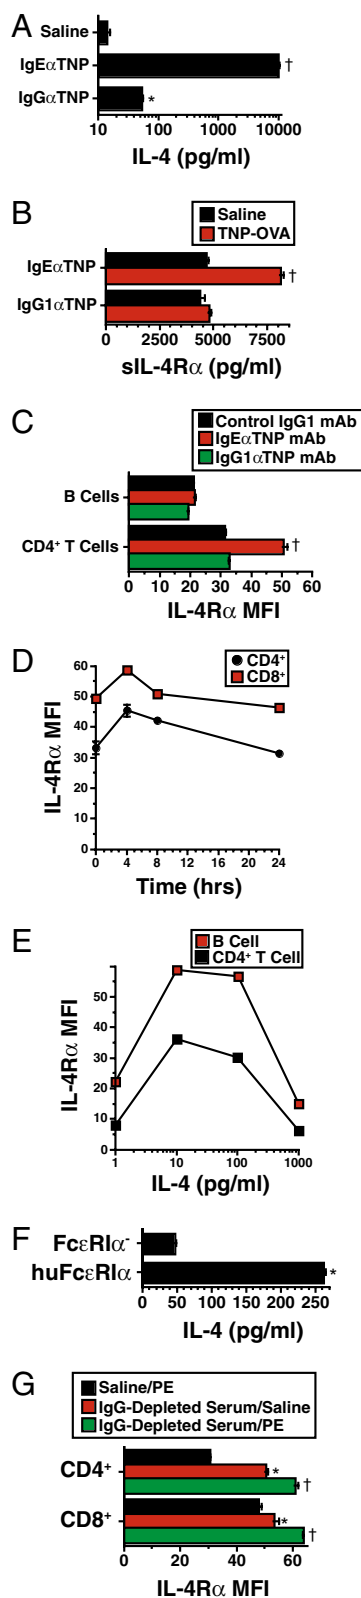 A
Saline
IgEαTNP
†
IgGαTNP
*
10 100 1000 10000
IL-4 (pg/ml)
B
Saline
TNP-OVA
IgEαTNP
†
IgG1αTNP
0 2500 5000 7500
sIL-4Rα (pg/ml)
C
Control IgG1 mAb
IgEαTNP mAb
IgG1αTNP mAb
B Cells
CD4⁺ T Cells
†
0 10 20 30 40 50 60
IL-4Rα MFI
D
CD4⁺
CD8⁺
60
50
40
30
20
10
0
IL-4Rα MFI
0 4 8 12 16 20 24
Time (hrs)
E
B Cell
CD4⁺ T Cell
50
40
30
20
10
0
IL-4Rα MFI
1 10 100 1000
IL-4 (pg/ml)
F
FcεRIα⁻
huFcεRIα
*
0 50 100 150 200 250
IL-4 (pg/ml)
G
Saline/PE
IgG-Depleted Serum/Saline
IgG-Depleted Serum/PE
CD4⁺
*
†
CD8⁺
*
†
0 20 40 60
IL-4Rα MFI